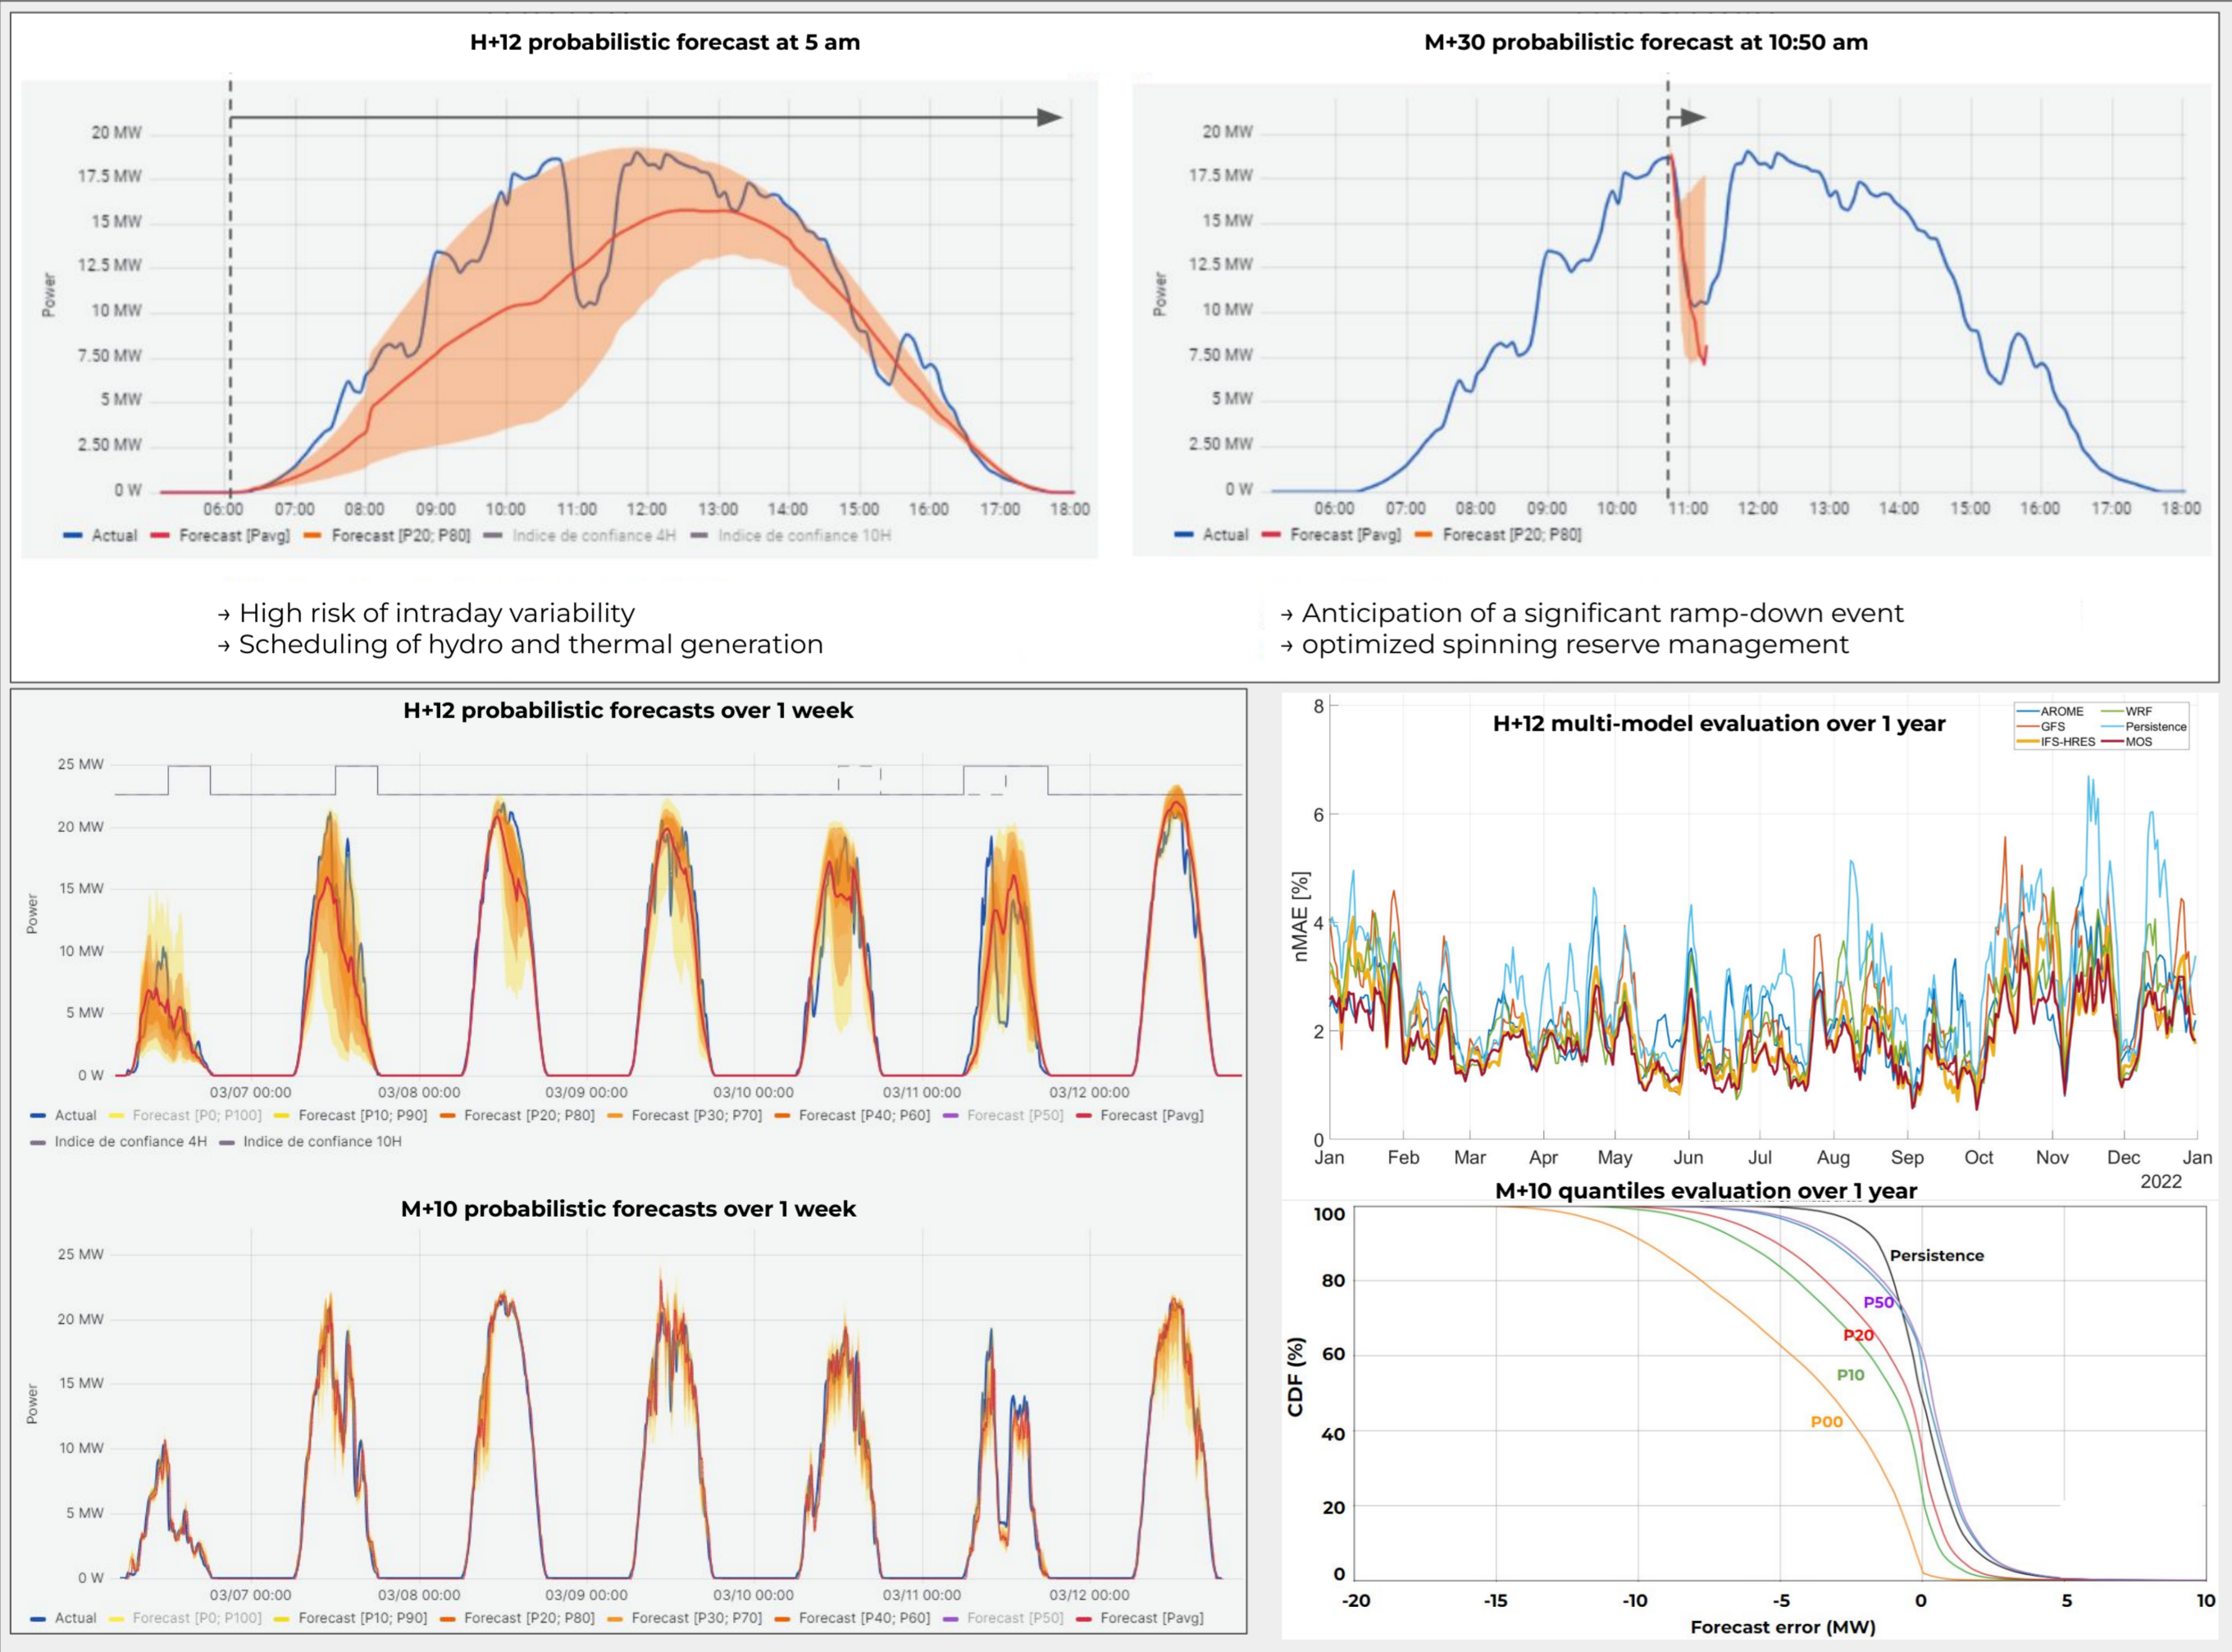 H+12 probabilistic forecast at 5 am
20 MW
17.5 MW
15 MW
12.5 MW
10 MW
7.50 MW
5 MW
2.50 MW
0 W
Power
06:00 07:00 08:00 09:00 10:00 11:00 12:00 13:00 14:00 15:00 16:00 17:00 18:00
Actual Forecast [Pavg] Forecast [P20; P80] Indice de confiance 4H Indice de confiance 10H
→ High risk of intraday variability
→ Scheduling of hydro and thermal generation
M+30 probabilistic forecast at 10:50 am
20 MW
17.5 MW
15 MW
12.5 MW
10 MW
7.50 MW
5 MW
2.50 MW
0 W
Power
06:00 07:00 08:00 09:00 10:00 11:00 12:00 13:00 14:00 15:00 16:00 17:00 18:00
Actual Forecast [Pavg] Forecast [P20; P80]
→ Anticipation of a significant ramp-down event
→ optimized spinning reserve management
H+12 probabilistic forecasts over 1 week
25 MW
20 MW
15 MW
10 MW
5 MW
0 W
Power
03/07 00:00 03/08 00:00 03/09 00:00 03/10 00:00 03/11 00:00 03/12 00:00
Actual Forecast [P0; P100] Forecast [P10; P90] Forecast [P20; P80] Forecast [P30; P70] Forecast [P40; P60] Forecast [P50] Forecast [Pavg]
Indice de confiance 4H Indice de confiance 10H
M+10 probabilistic forecasts over 1 week
25 MW
20 MW
15 MW
10 MW
5 MW
0 W
Power
03/07 00:00 03/08 00:00 03/09 00:00 03/10 00:00 03/11 00:00 03/12 00:00
Actual Forecast [P0; P100] Forecast [P10; P90] Forecast [P20; P80] Forecast [P30; P70] Forecast [P40; P60] Forecast [P50] Forecast [Pavg]
H+12 multi-model evaluation over 1 year
AROME WRF
GFS Persistence
IFS-HRES MOS
8
6
4
2
0
nMAE [%]
Jan Feb Mar Apr May Jun Jul Aug Sep Oct Nov Dec Jan
2022
M+10 quantiles evaluation over 1 year
100
80
60
40
20
0
CDF (%)
Persistence
P50
P20
P10
P00
-20 -15 -10 -5 0 5 10
Forecast error (MW)